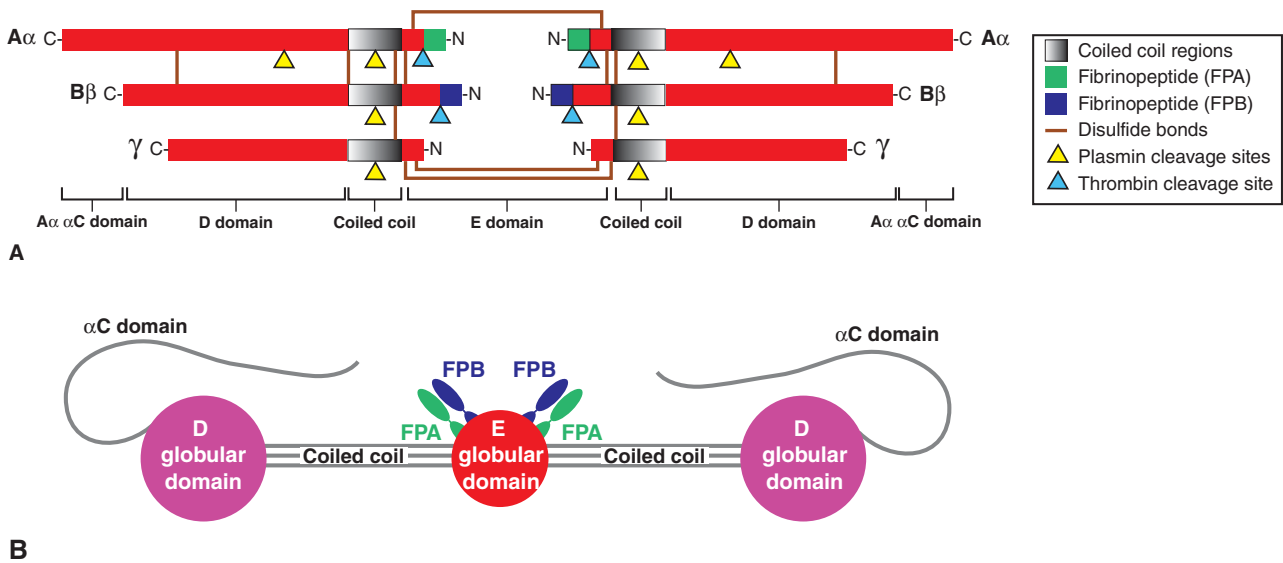 Aα C- -N N- -C Aα
Bβ C- -N N- -C Bβ
γ C- -N N- -C γ
Aα αC domain D domain Coiled coil E domain Coiled coil D domain Aα αC domain
Coiled coil regions
Fibrinopeptide (FPA)
Fibrinopeptide (FPB)
Disulfide bonds
Plasmin cleavage sites
Thrombin cleavage site
A
αC domain
αC domain
FPB FPB
FPA FPA
D
globular
domain
Coiled coil
E
globular
domain
Coiled coil
D
globular
domain
B